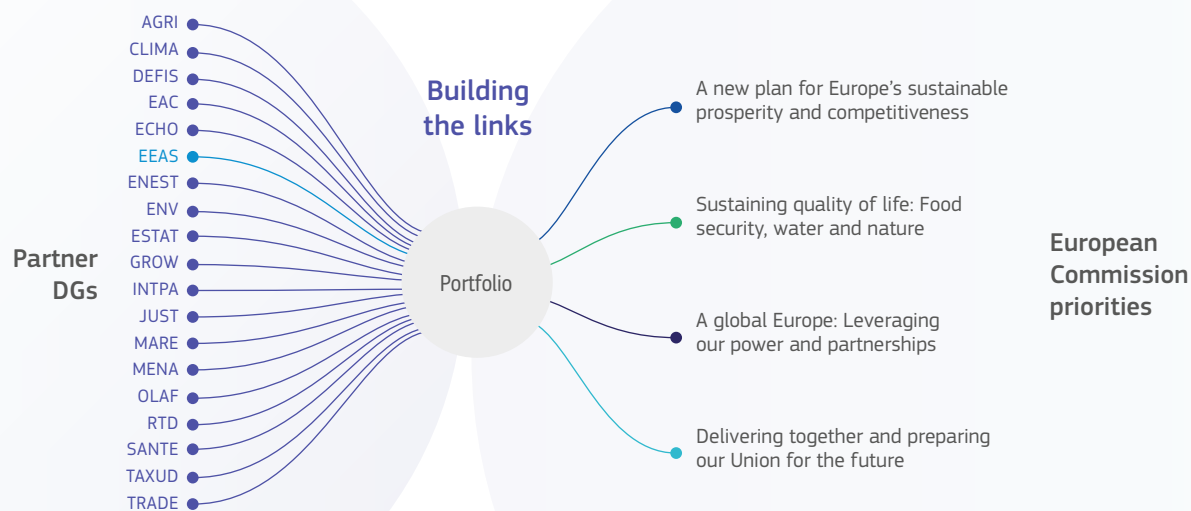 Partner
DGs
AGRI
CLIMA
DEFIS
EAC
ECHO
EEAS
ENEST
ENV
ESTAT
GROW
INTPA
JUST
MARE
MENA
OLAF
RTD
SANTE
TAXUD
TRADE
Building
the links
Portfolio
A new plan for Europe’s sustainable
prosperity and competitiveness
Sustaining quality of life: Food
security, water and nature
A global Europe: Leveraging
our power and partnerships
Delivering together and preparing
our Union for the future
European
Commission
priorities